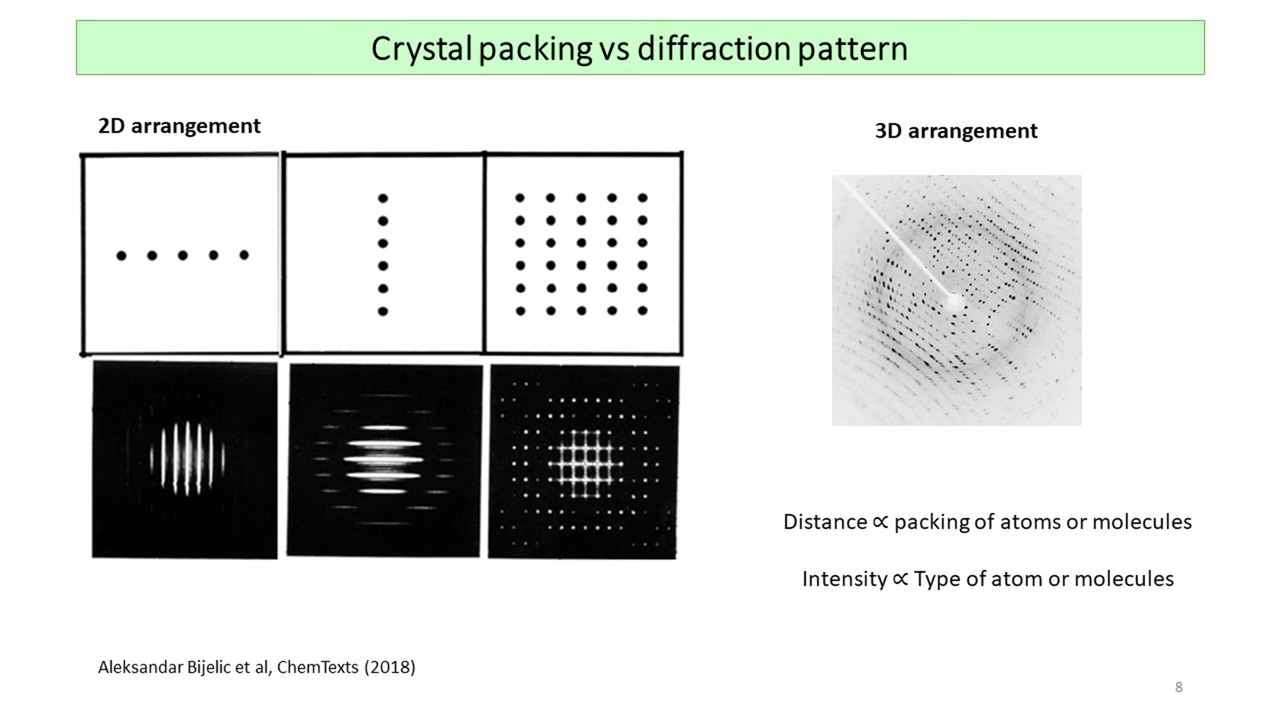 Crystal packing vs diffraction pattern
2D arrangement
3D arrangement
Distance ∝ packing of atoms or molecules
Intensity ∝ Type of atom or molecules
Aleksandar Bijelic et al, ChemTexts (2018)
8